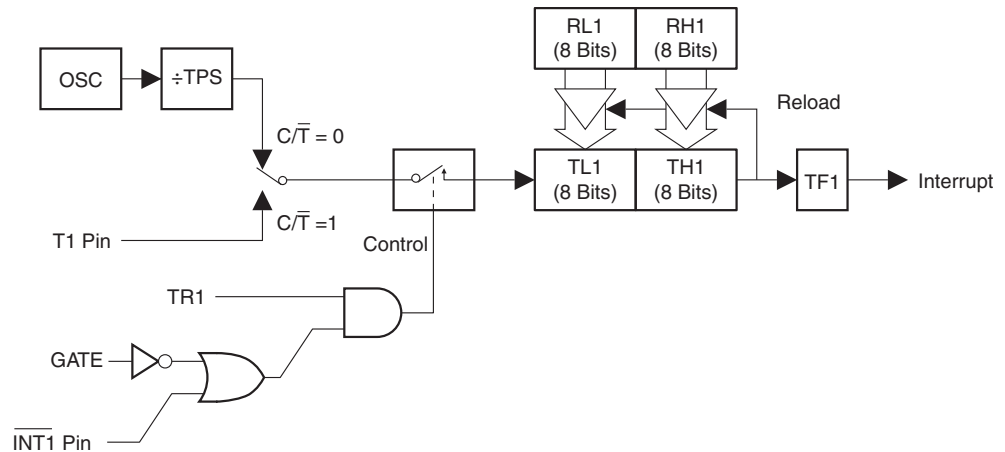 RL1
(8 Bits)
RH1
(8 Bits)
OSC
÷TPS
Reload
C/T̅ = 0
TL1
(8 Bits)
TH1
(8 Bits)
TF1
Interrupt
C/T̅ =1
T1 Pin
Control
TR1
GATE
I̅N̅T̅1̅ Pin